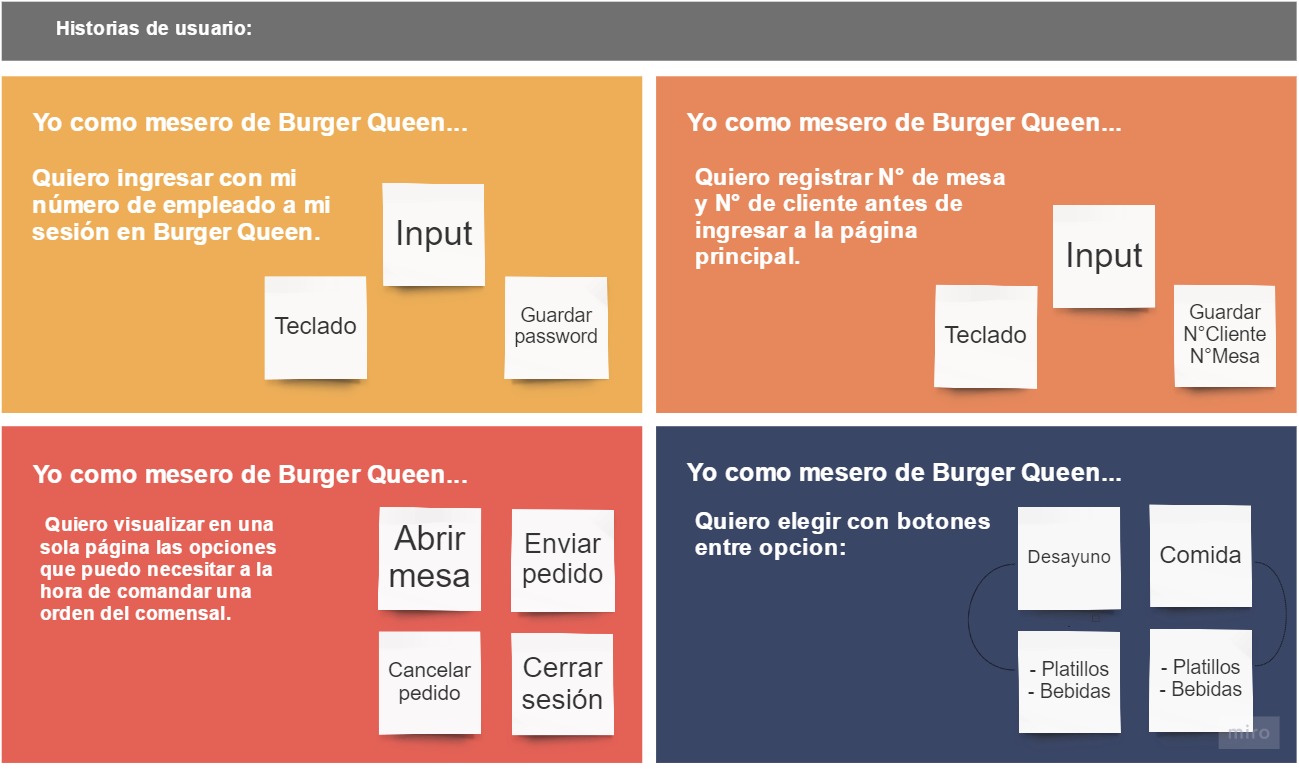 Historias de usuario:
Yo como mesero de Burger Queen...
Quiero ingresar con mi
número de empleado a mi
sesión en Burger Queen.
Input
Teclado
Guardar
password
Yo como mesero de Burger Queen...
Quiero registrar N° de mesa
y N° de cliente antes de
ingresar a la página
principal.
Input
Teclado
Guardar
N°Cliente
N°Mesa
Yo como mesero de Burger Queen...
Quiero visualizar en una
sola página las opciones
que puedo necesitar a la
hora de comandar una
orden del comensal.
Abrir
mesa
Enviar
pedido
Cancelar
pedido
Cerrar
sesión
Yo como mesero de Burger Queen...
Quiero elegir con botones
entre opcion:
Desayuno
Comida
- Platillos
- Bebidas
- Platillos
- Bebidas
miro